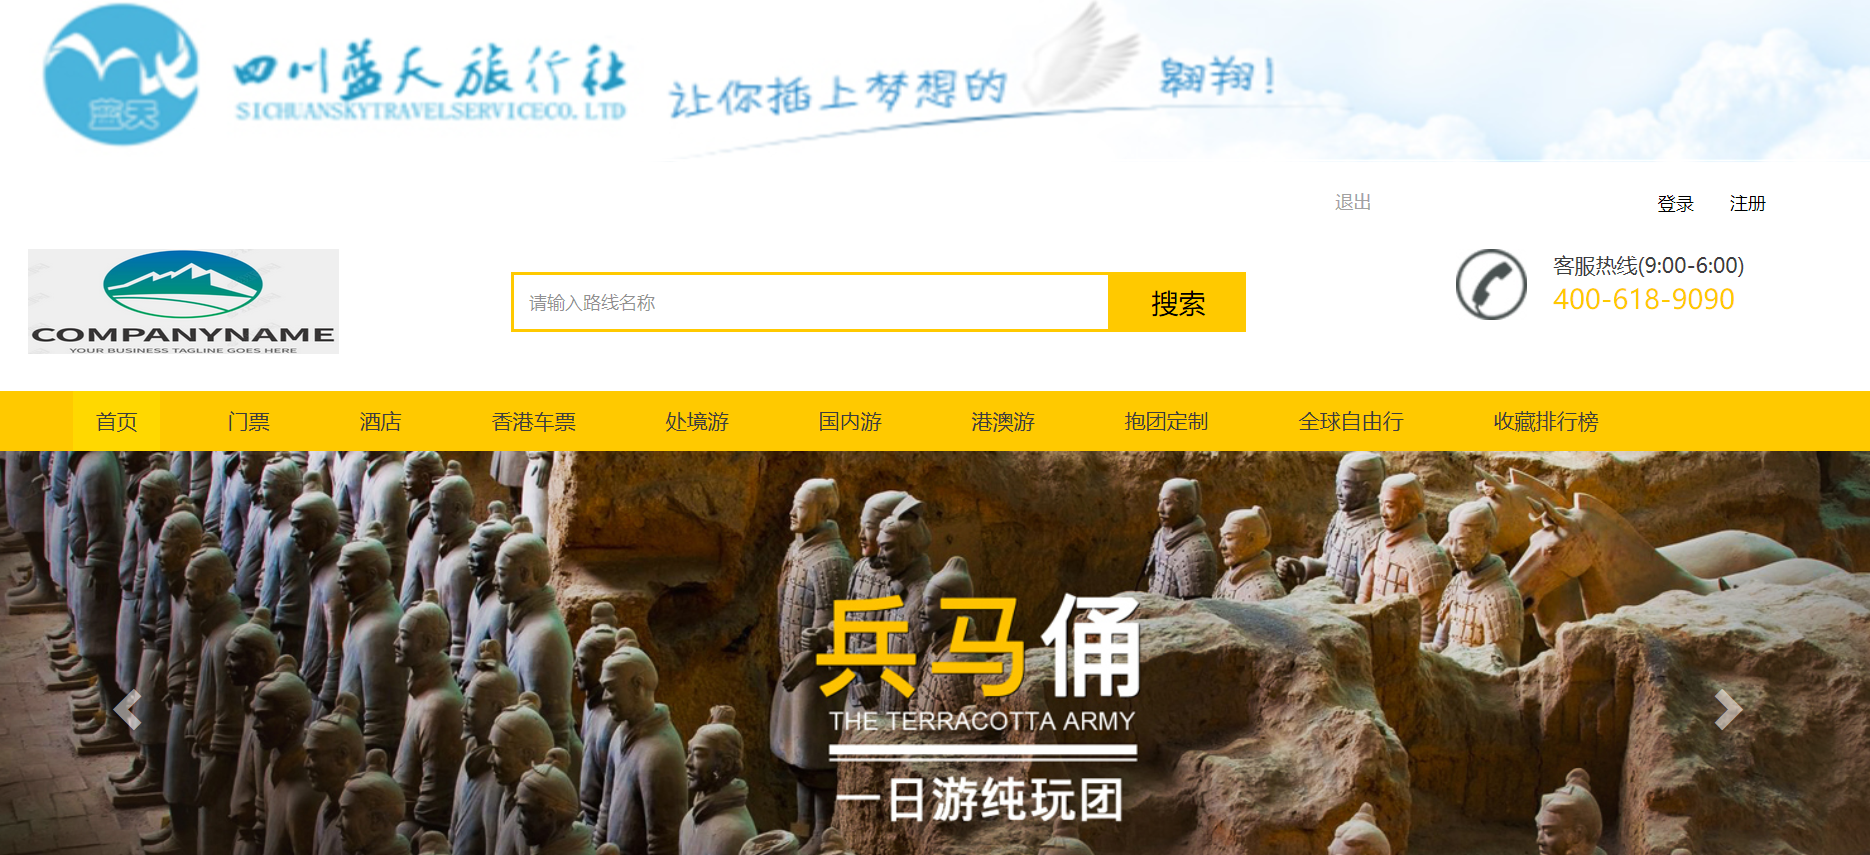 蓝天
四川蓝天旅行社
SICHUANSKYTRAVELSERVICECO.LTD
让你插上梦想的 翱翔!
退出 登录 注册
COMPANYNAME
YOUR BUSINESS TAGLINE GOES HERE
请输入路线名称 搜索
客服热线(9:00-6:00)
400-618-9090
首页 门票 酒店 香港车票 处境游 国内游 港澳游 抱团定制 全球自由行 收藏排行榜
兵马俑
THE TERRACOTTA ARMY
一日游纯玩团